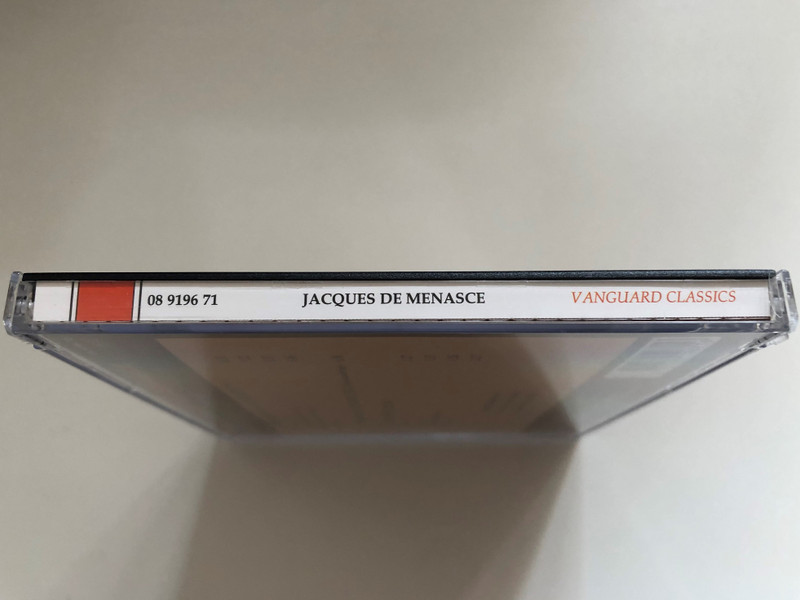 08 9196 71 JACQUES DE MENASCE VANGUARD CLASSICS